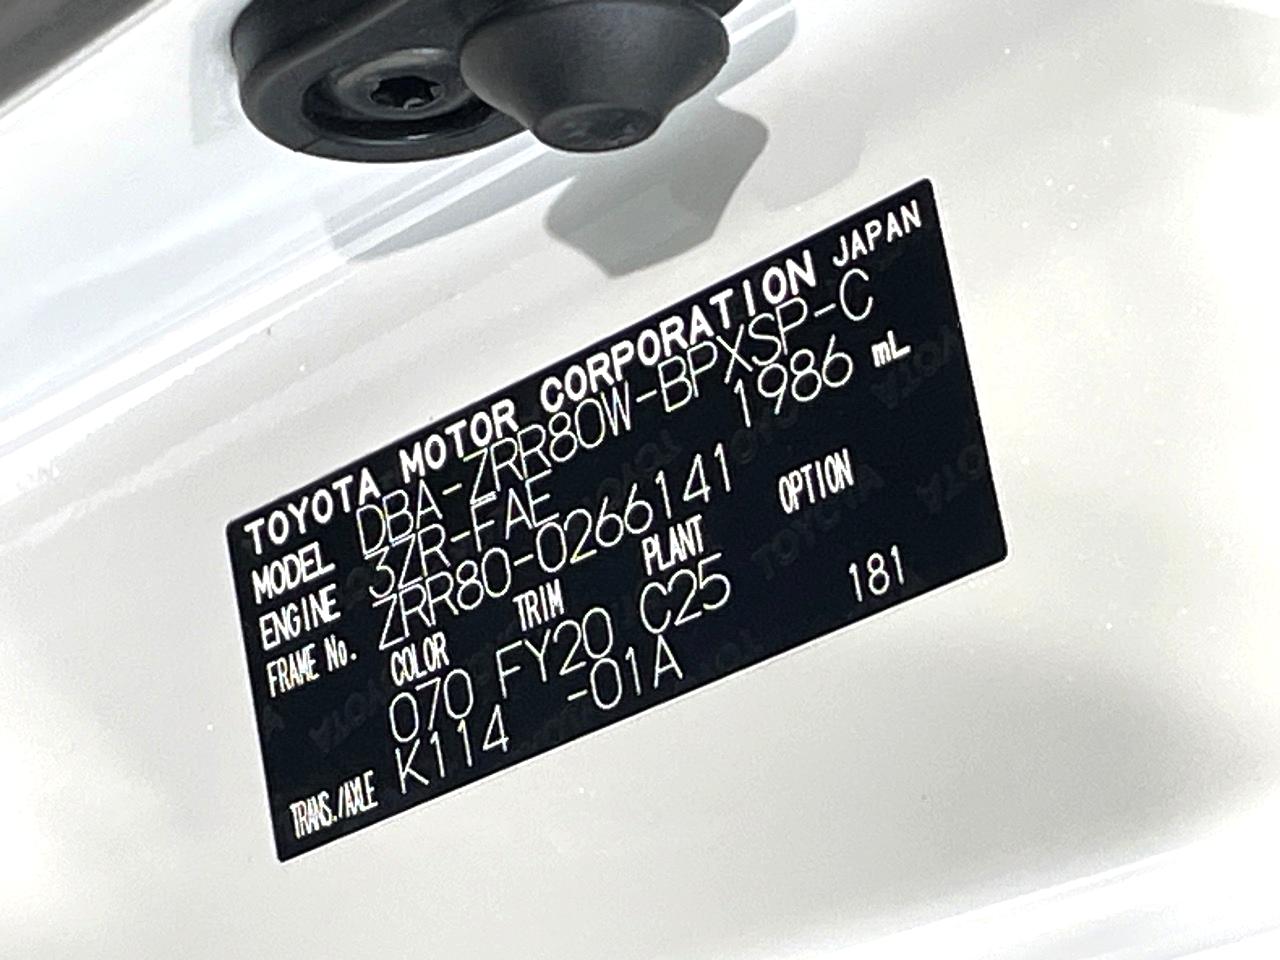 TOYOTA MOTOR CORPORATION JAPAN
MODEL DBA-ZRR80W-BPXSP-C
ENGINE 3ZR-FAE 1986 mL
FRAME No. ZRR80-0266141
COLOR TRIM PLANT OPTION
070 FY20 C25 181
TRANS./AXLE K114 -01A